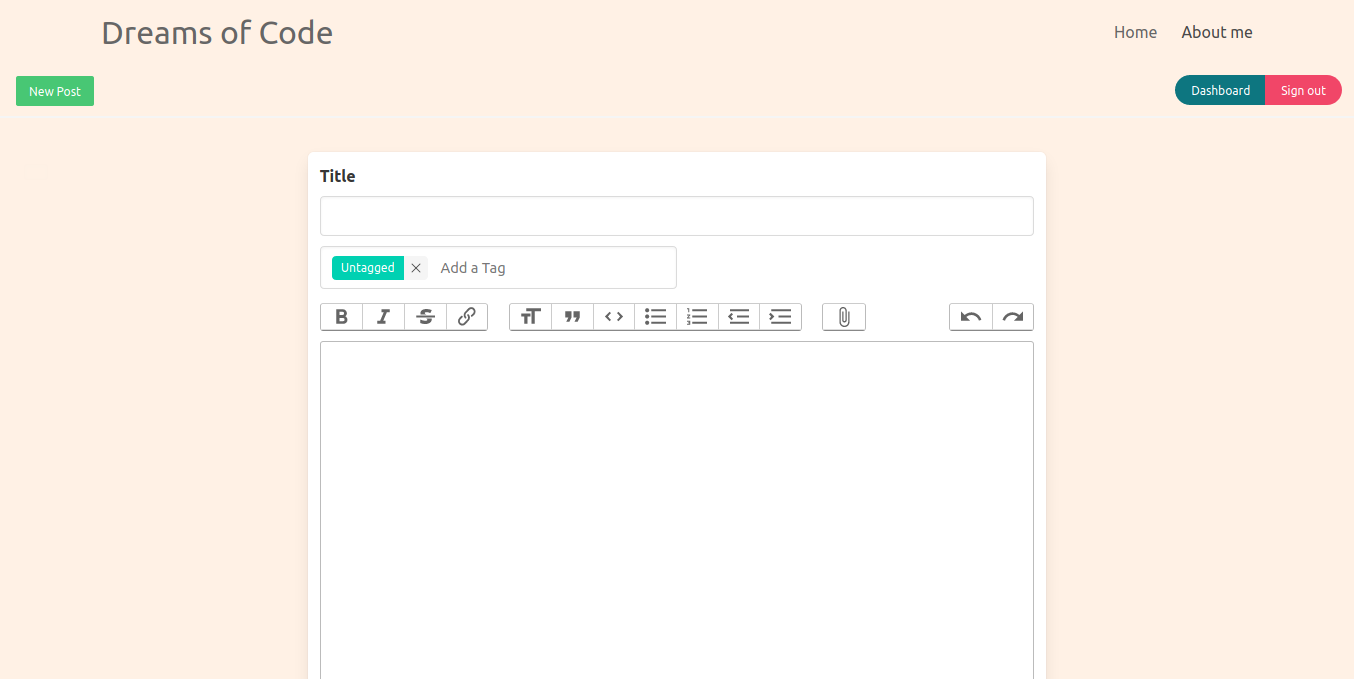 Dreams of Code
Home
About me
New Post
Dashboard
Sign out
Title
Untagged
Add a Tag